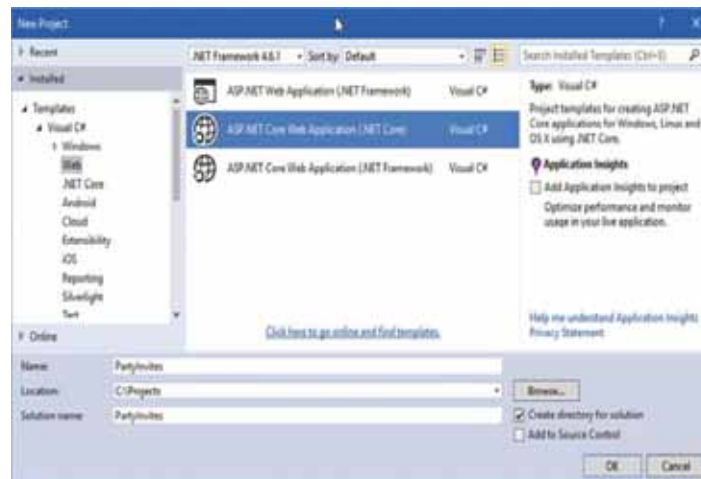 New Project
? X
Recent
.NET Framework 4.6.1
Sort by: Default
Search Installed Templates (Ctrl+E)
Installed
Templates
Visual C#
Windows
Web
.NET Core
Android
Cloud
Extensibility
iOS
Reporting
Silverlight
Test
Online
ASP.NET Web Application (.NET Framework) Visual C#
ASP.NET Core Web Application (.NET Core) Visual C#
ASP.NET Core Web Application (.NET Framework) Visual C#
Click here to go online and find templates.
Type: Visual C#
Project templates for creating ASP.NET
Core applications for Windows, Linux and
OS X using .NET Core.
Application Insights
Add Application Insights to project
Optimize performance and monitor
usage in your live application.
Help me understand Application Insights
Privacy Statement
Name: PartyInvites
Location: C:\Projects
Browse...
Solution name: PartyInvites
Create directory for solution
Add to Source Control
OK Cancel